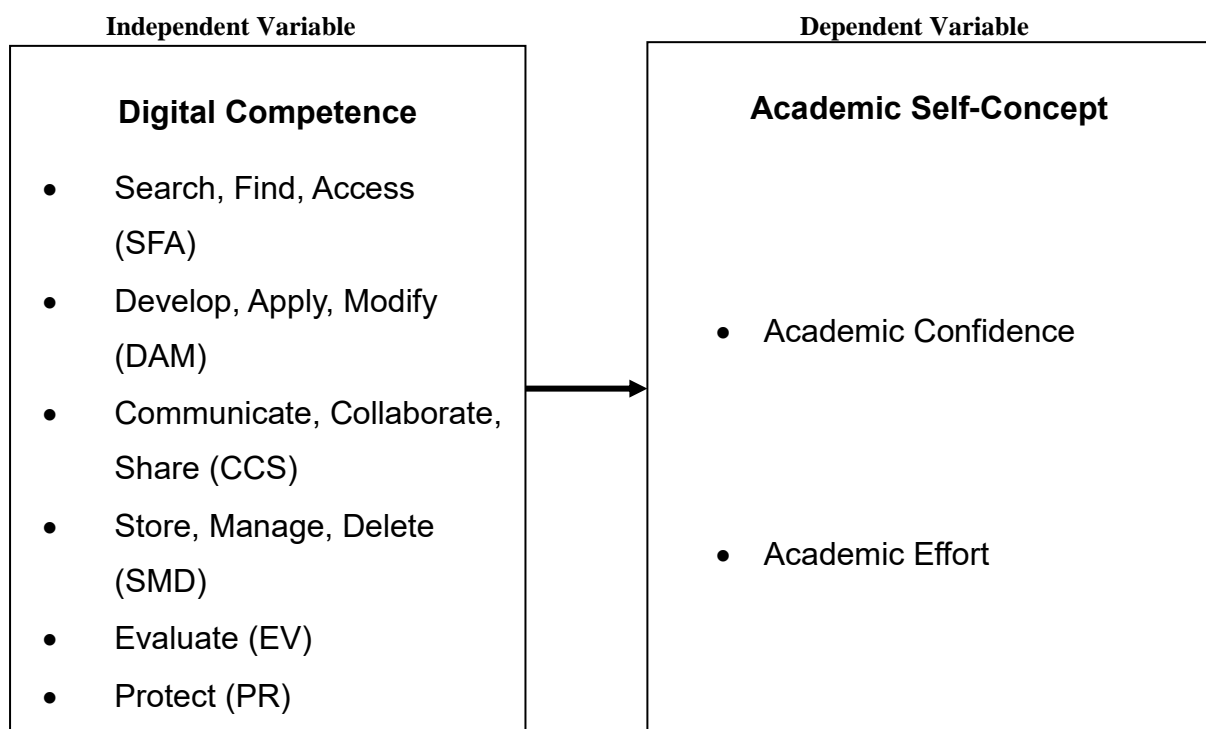 Independent Variable
Digital Competence
• Search, Find, Access
(SFA)
• Develop, Apply, Modify
(DAM)
• Communicate, Collaborate,
Share (CCS)
• Store, Manage, Delete
(SMD)
• Evaluate (EV)
• Protect (PR)
Dependent Variable
Academic Self-Concept
• Academic Confidence
• Academic Effort